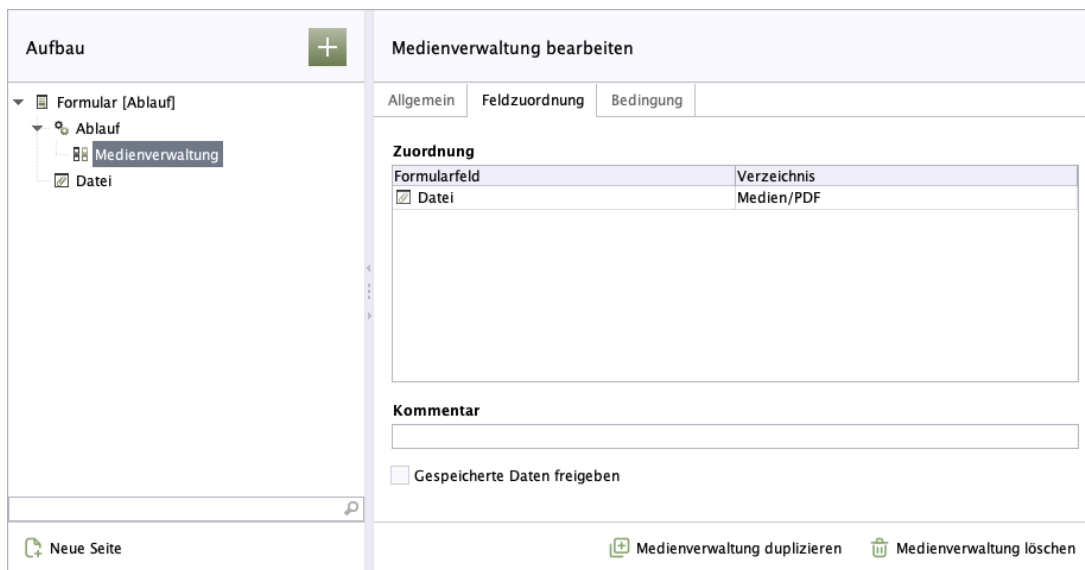 Aufbau
Medienverwaltung bearbeiten
Formular [Ablauf]
Ablauf
Medienverwaltung
Datei
Allgemein Feldzuordnung Bedingung
Zuordnung
Formularfeld Verzeichnis
Datei Medien/PDF
Kommentar
Gespeicherte Daten freigeben
Neue Seite
Medienverwaltung duplizieren Medienverwaltung löschen